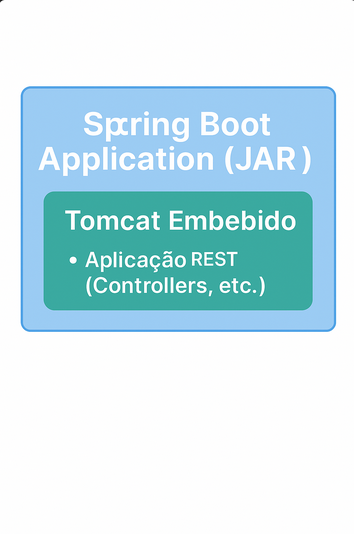 Spring Boot
Application (JAR)
Tomcat Embebido
• Aplicação REST
(Controllers, etc.)